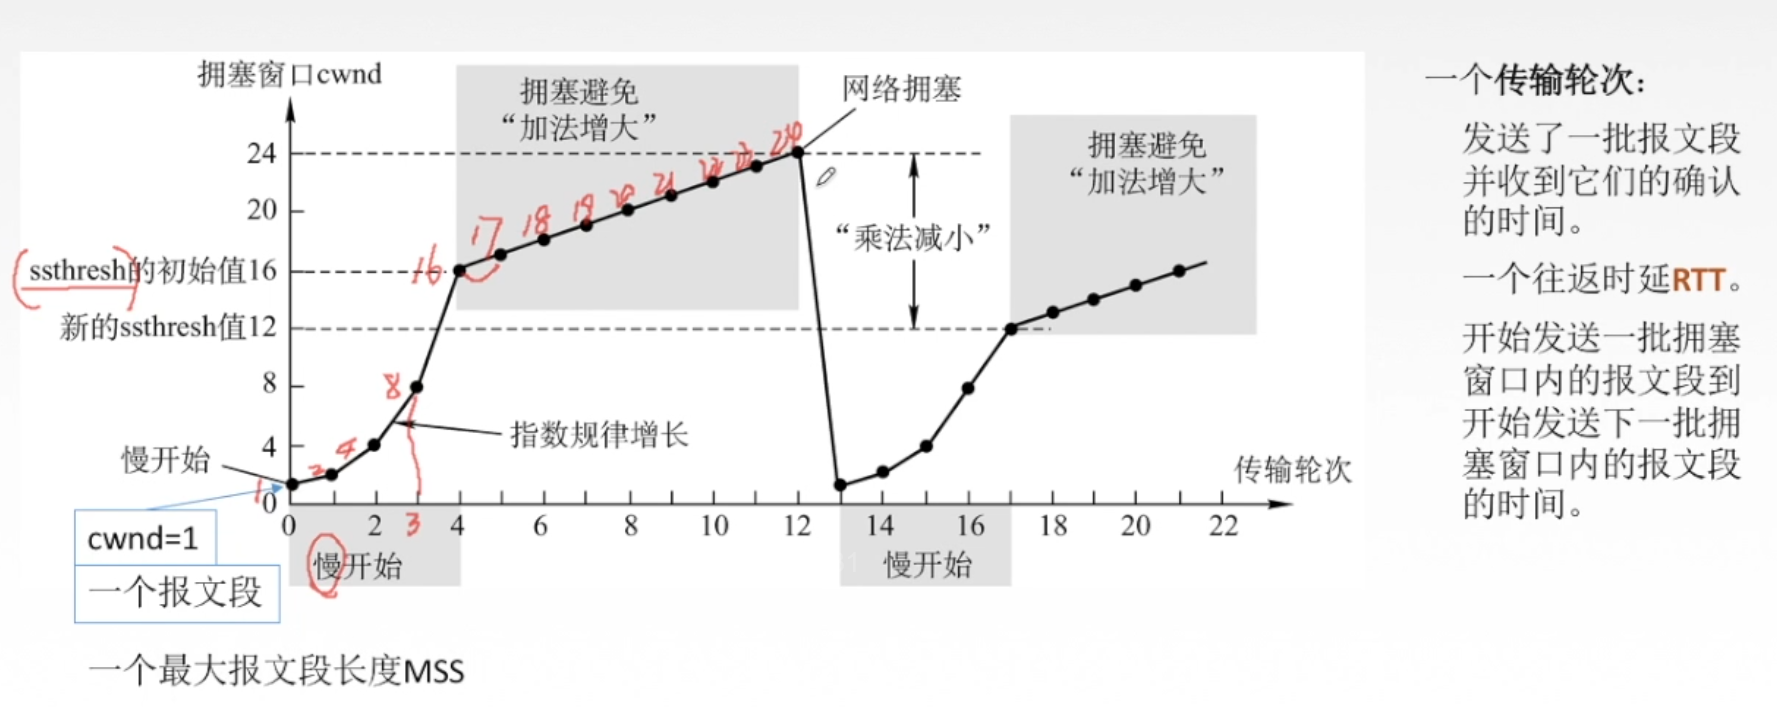 拥塞窗口cwnd
拥塞避免
“加法增大”
网络拥塞
24
20
ssthresh的初始值16
新的ssthresh值12
8
4
0
16
17
18
19
20
21
24
8
4
2
1
3
“乘法减小”
拥塞避免
“加法增大”
指数规律增长
慢开始
传输轮次
0 2 4 6 8 10 12 14 16 18 20 22
慢开始
慢开始
cwnd=1
一个报文段
一个最大报文段长度MSS
一个传输轮次：
发送了一批报文段
并收到它们的确认
的时间。
一个往返时延RTT。
开始发送一批拥塞
窗口内的报文段到
开始发送下一批拥
塞窗口内的报文段
的时间。